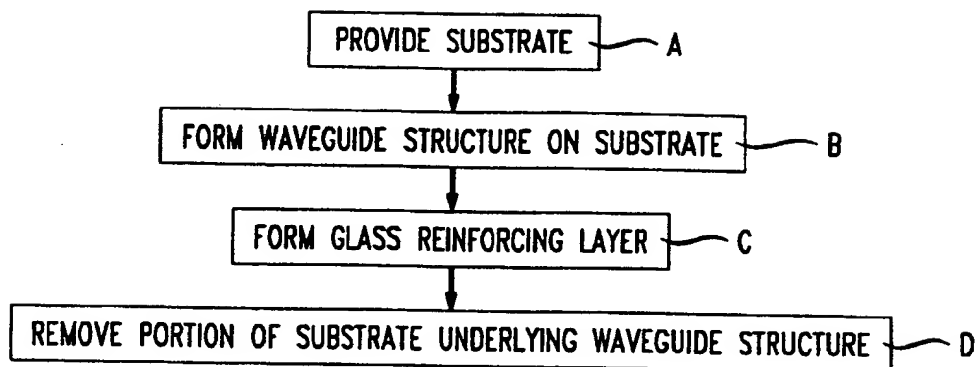 PROVIDE SUBSTRATE A
FORM WAVEGUIDE STRUCTURE ON SUBSTRATE B
FORM GLASS REINFORCING LAYER C
REMOVE PORTION OF SUBSTRATE UNDERLYING WAVEGUIDE STRUCTURE D